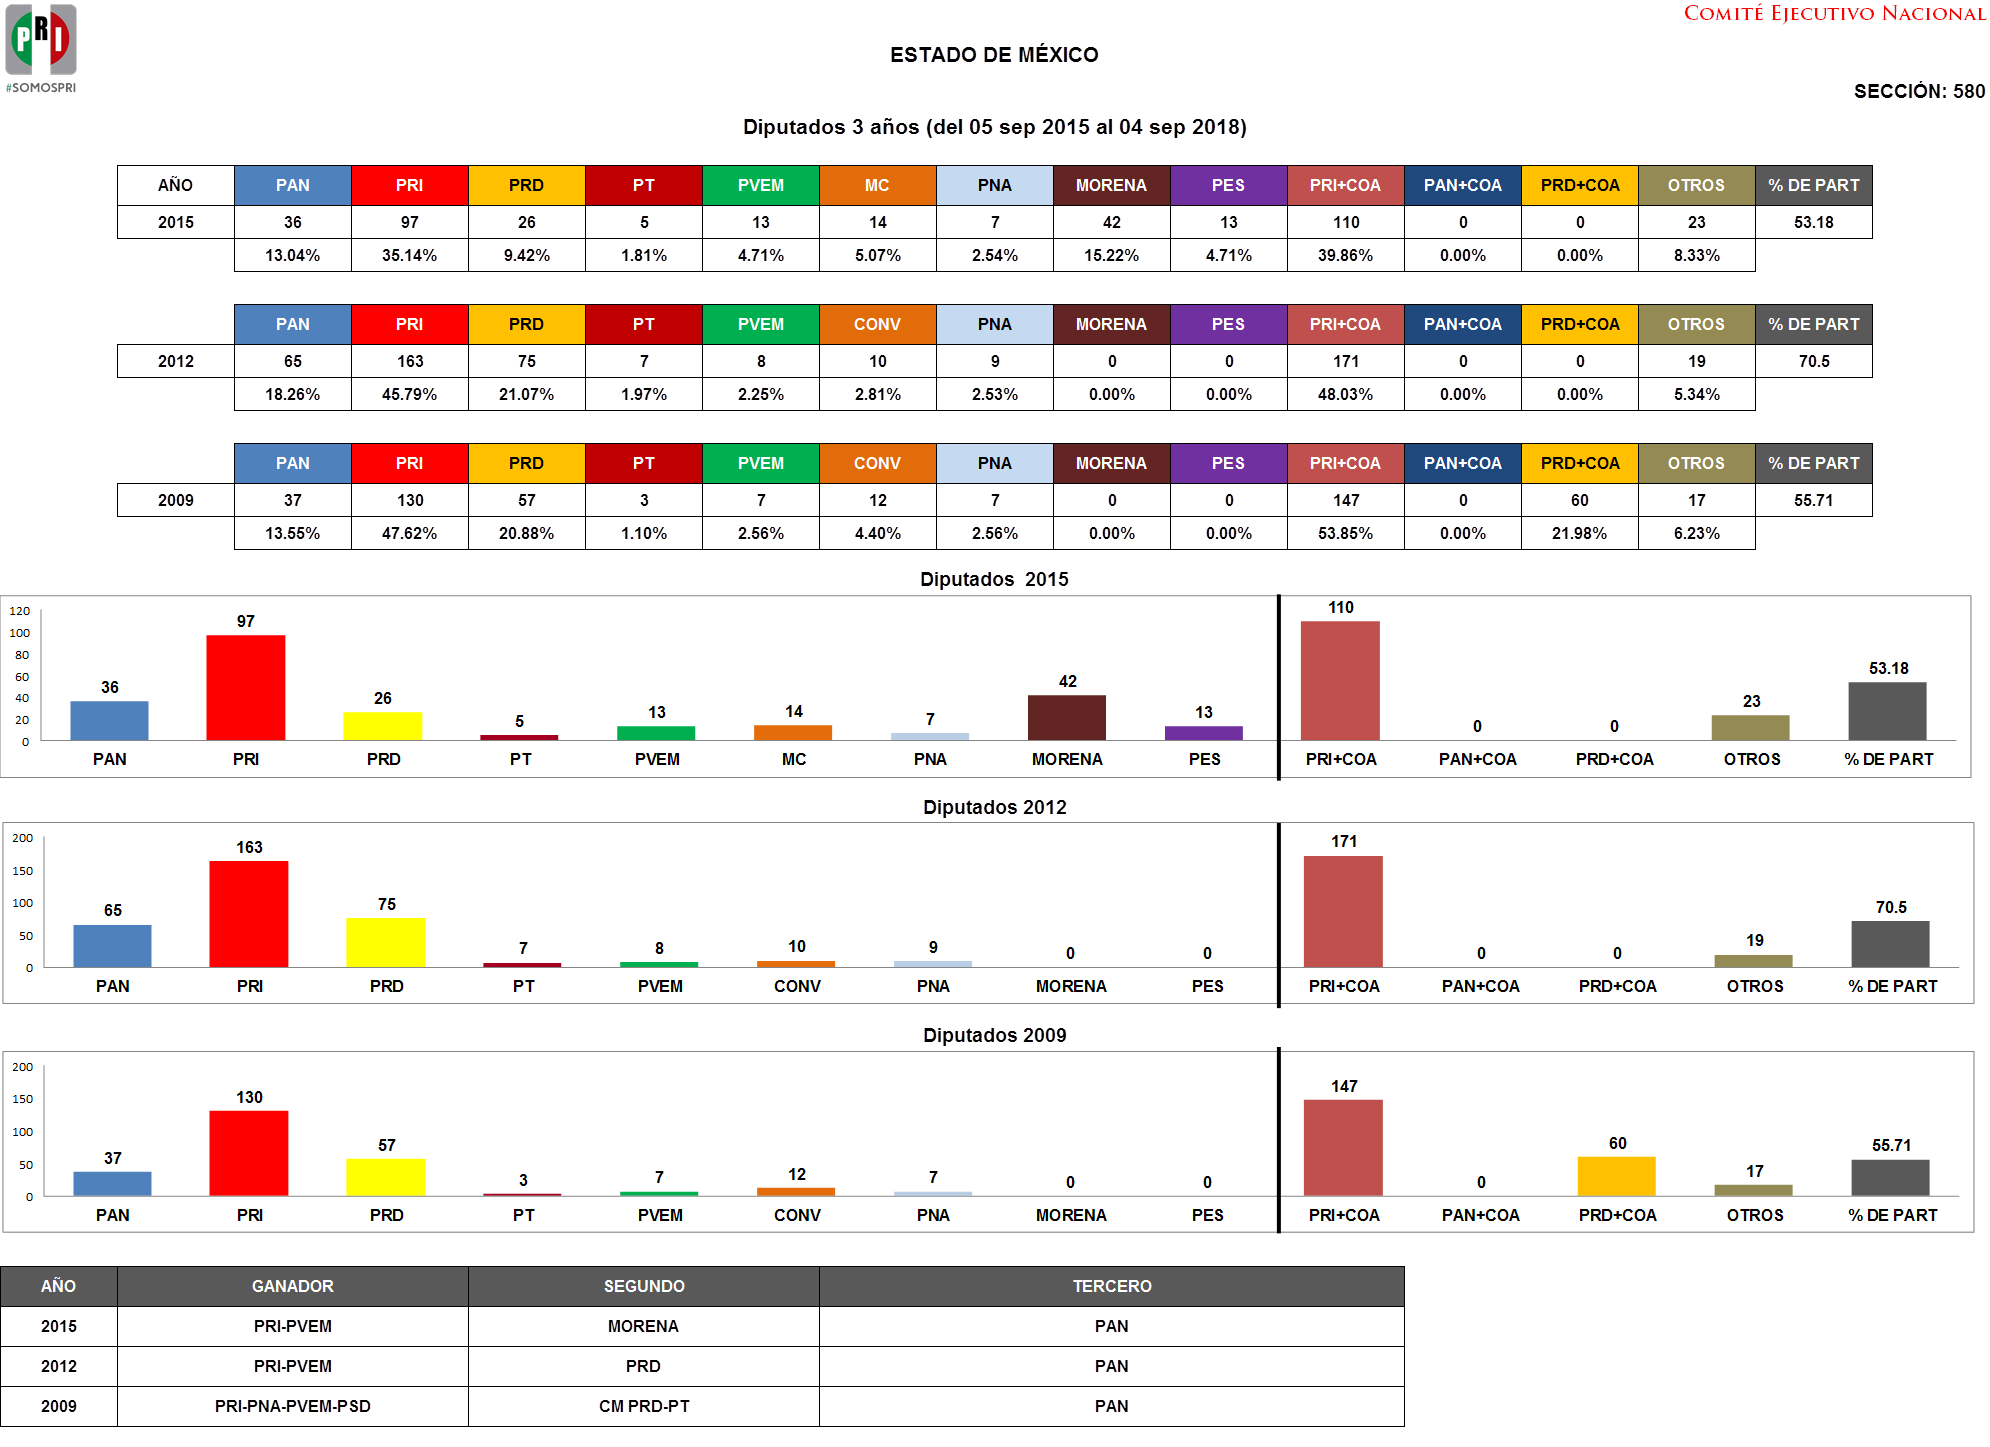 PRI
#SOMOSPRI
COMITÉ EJECUTIVO NACIONAL
ESTADO DE MÉXICO
SECCIÓN: 580
Diputados 3 años (del 05 sep 2015 al 04 sep 2018)
AÑO PAN PRI PRD PT PVEM MC PNA MORENA PES PRI+COA PAN+COA PRD+COA OTROS % DE PART
2015 36 97 26 5 13 14 7 42 13 110 0 0 23 53.18
13.04% 35.14% 9.42% 1.81% 4.71% 5.07% 2.54% 15.22% 4.71% 39.86% 0.00% 0.00% 8.33%
PAN PRI PRD PT PVEM CONV PNA MORENA PES PRI+COA PAN+COA PRD+COA OTROS % DE PART
2012 65 163 75 7 8 10 9 0 0 171 0 0 19 70.5
18.26% 45.79% 21.07% 1.97% 2.25% 2.81% 2.53% 0.00% 0.00% 48.03% 0.00% 0.00% 5.34%
PAN PRI PRD PT PVEM CONV PNA MORENA PES PRI+COA PAN+COA PRD+COA OTROS % DE PART
2009 37 130 57 3 7 12 7 0 0 147 0 60 17 55.71
13.55% 47.62% 20.88% 1.10% 2.56% 4.40% 2.56% 0.00% 0.00% 53.85% 0.00% 21.98% 6.23%
Diputados 2015
120
100
80
60
40
20
0
36 97 26 5 13 14 7 42 13 110 0 0 23 53.18
PAN PRI PRD PT PVEM MC PNA MORENA PES PRI+COA PAN+COA PRD+COA OTROS % DE PART
Diputados 2012
200
150
100
50
0
65 163 75 7 8 10 9 0 0 171 0 0 19 70.5
PAN PRI PRD PT PVEM CONV PNA MORENA PES PRI+COA PAN+COA PRD+COA OTROS % DE PART
Diputados 2009
200
150
100
50
0
37 130 57 3 7 12 7 0 0 147 0 60 17 55.71
PAN PRI PRD PT PVEM CONV PNA MORENA PES PRI+COA PAN+COA PRD+COA OTROS % DE PART
AÑO GANADOR SEGUNDO TERCERO
2015 PRI-PVEM MORENA PAN
2012 PRI-PVEM PRD PAN
2009 PRI-PNA-PVEM-PSD CM PRD-PT PAN